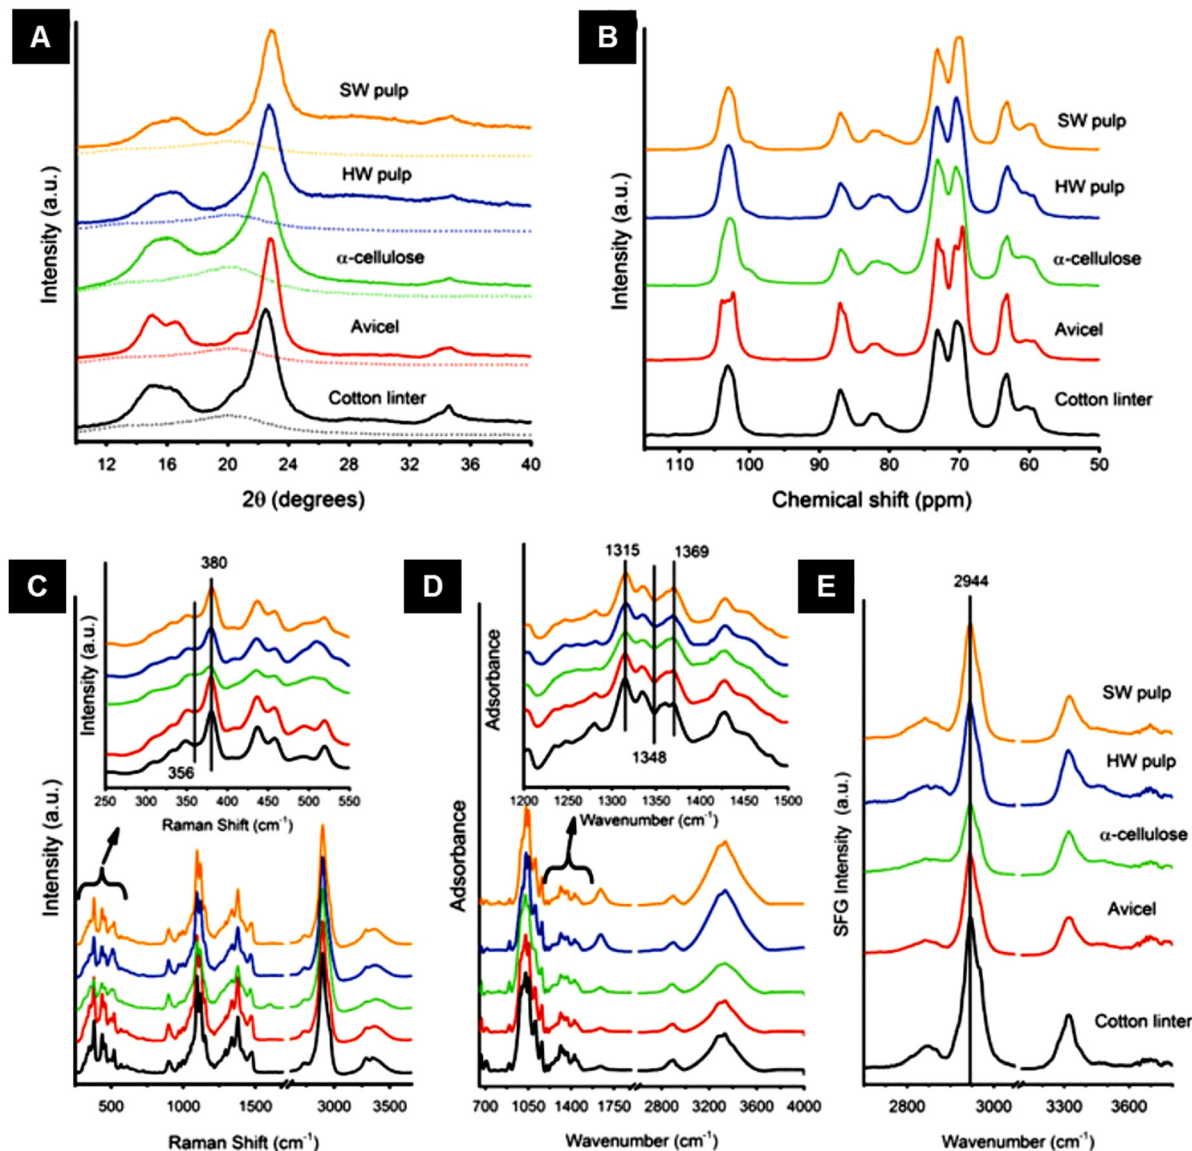 A
SW pulp
HW pulp
α-cellulose
Avicel
Cotton linter
Intensity (a.u.)
12 16 20 24 28 32 36 40
2θ (degrees)
B
SW pulp
HW pulp
α-cellulose
Avicel
Cotton linter
Intensity (a.u.)
110 100 90 80 70 60 50
Chemical shift (ppm)
C
380
356
Intensity (a.u.)
250 300 350 400 450 500 550
Raman Shift (cm⁻¹)
Intensity (a.u.)
500 1000 3000 3500
Raman Shift (cm⁻¹)
D
1315 1369
1348
Adsorbance
1200 1250 1300 1350 1400 1450 1500
Wavenumber (cm⁻¹)
Adsorbance
700 1050 1400 1750 2800 3200 3600 4000
Wavenumber (cm⁻¹)
E
2944
SW pulp
HW pulp
α-cellulose
Avicel
Cotton linter
SFG Intensity (a.u.)
2800 3000 3300 3600
Wavenumber (cm⁻¹)